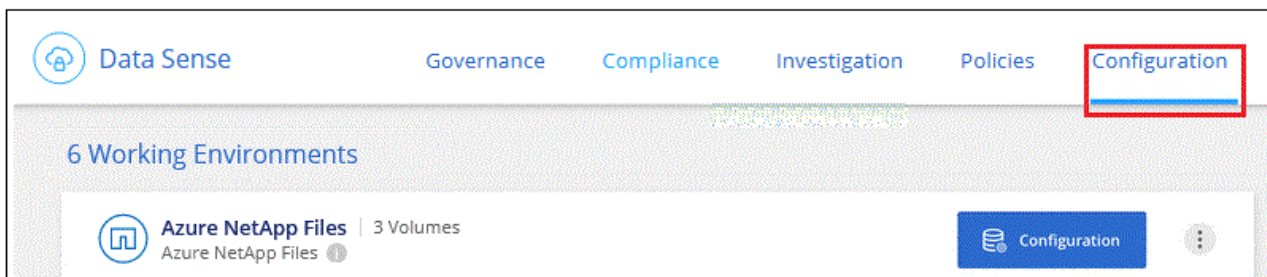 Data Sense Governance Compliance Investigation Policies Configuration
6 Working Environments
Azure NetApp Files | 3 Volumes
Azure NetApp Files
Configuration